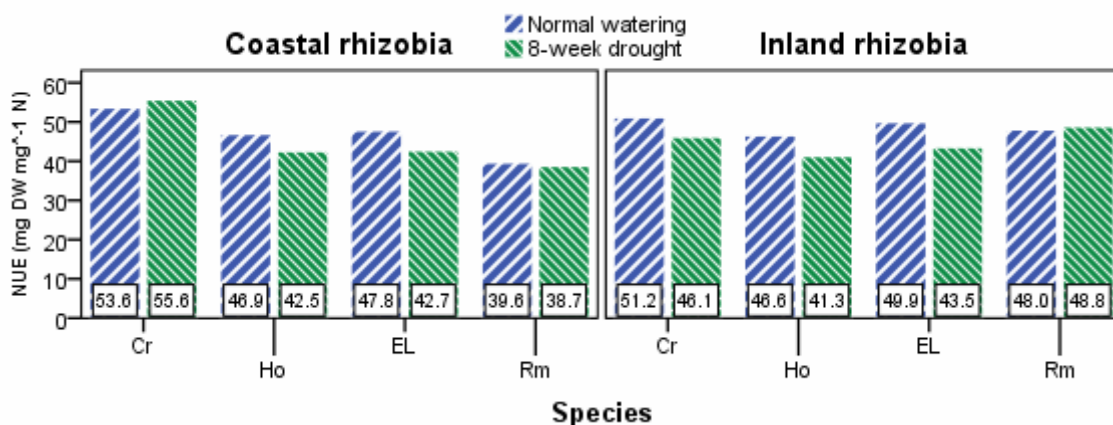 Coastal rhizobia
Normal watering
8-week drought
Inland rhizobia
NUE (mg DW mg^-1 N)
60
50
40
30
20
10
0
53.6 55.6 46.9 42.5 47.8 42.7 39.6 38.7
51.2 46.1 46.6 41.3 49.9 43.5 48.0 48.8
Cr Ho EL Rm
Cr Ho EL Rm
Species